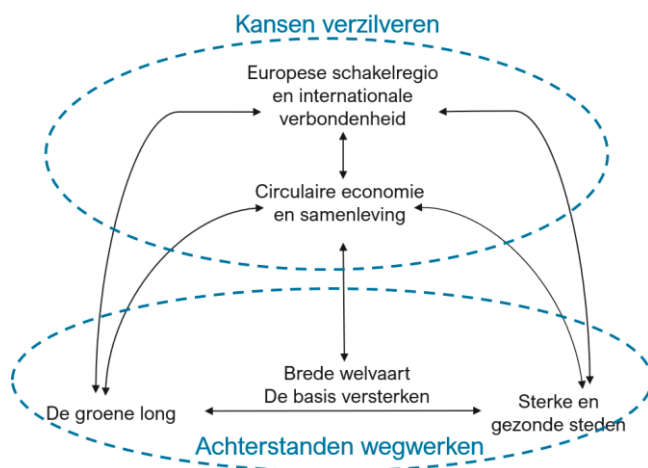 Kansen verzilveren
Europese schakelregio
en internationale
verbondenheid
Circulaire economie
en samenleving
Brede welvaart
De basis versterken
De groene long
Sterke en
gezonde steden
Achterstanden wegwerken